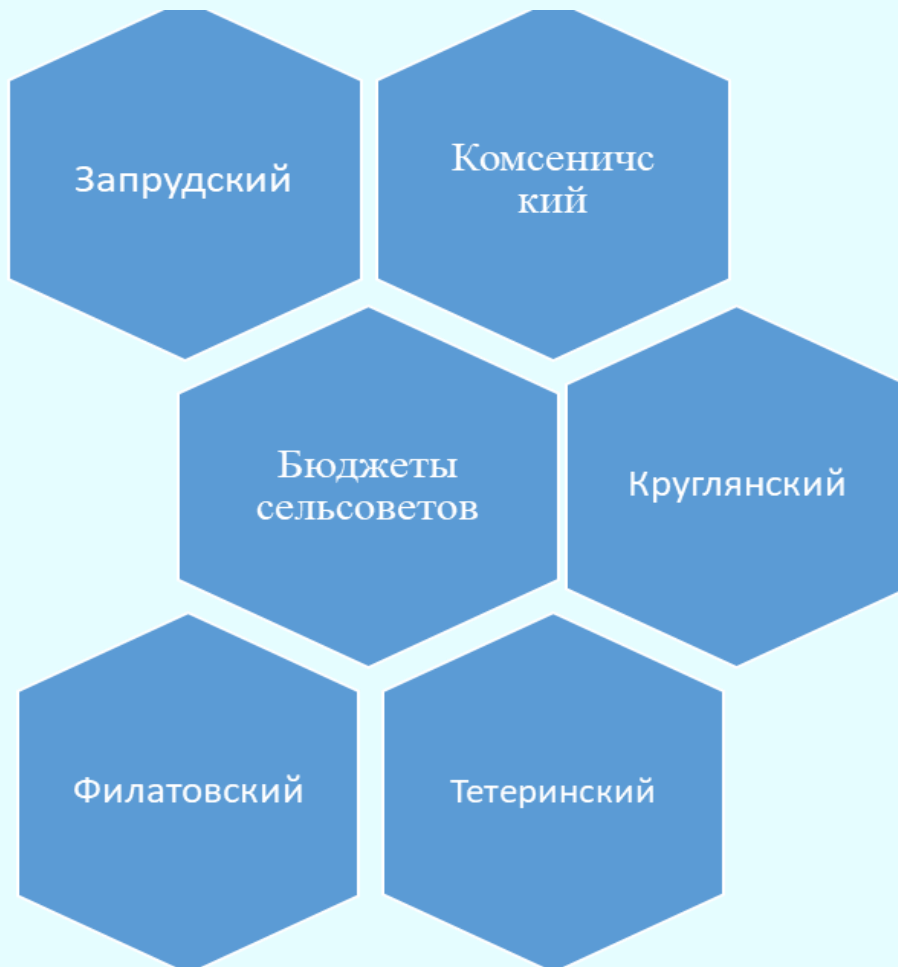 Запрудский
Комсеничс
кий
Бюджеты
сельсоветов
Круглянский
Филатовский
Тетеринский